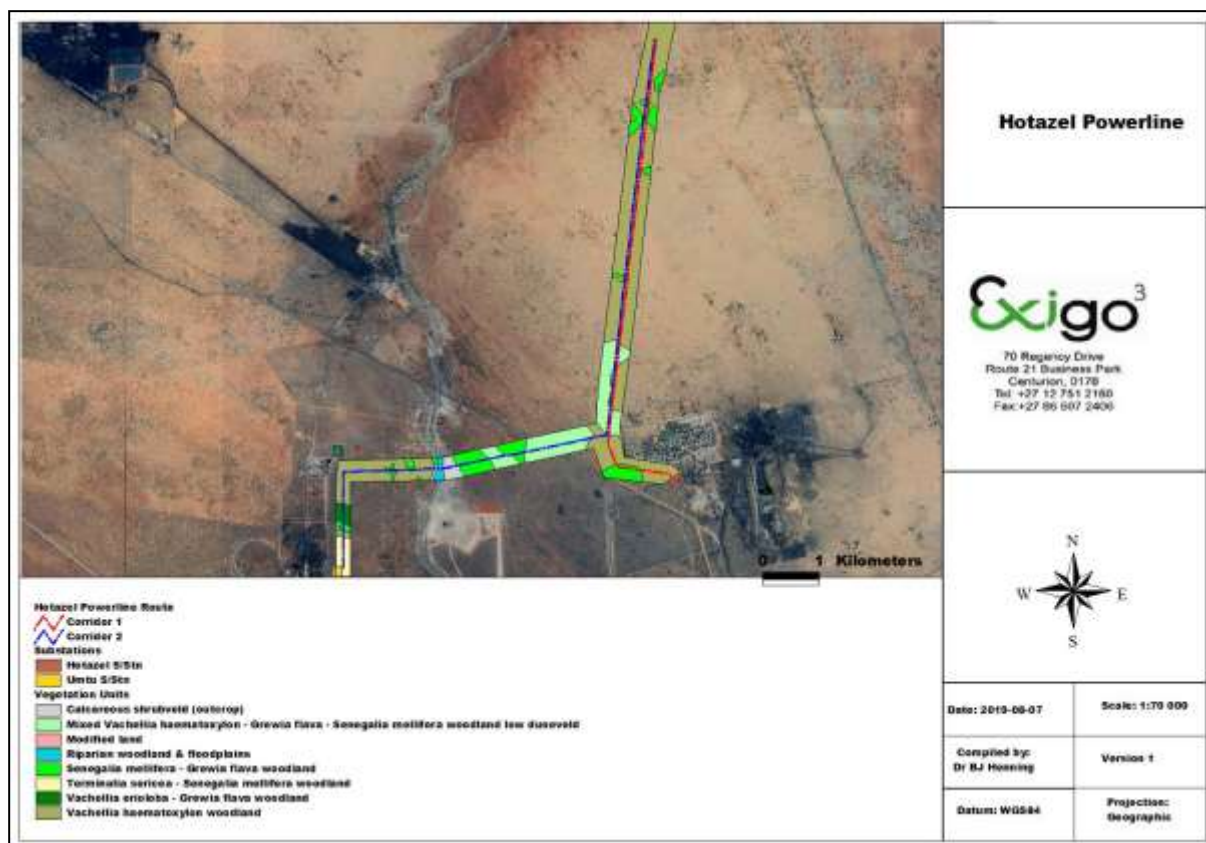 Hotazel Powerline
Exigo3
70 Regency Drive
Route 21 Business Park
Centurion, 0178
Tel. +27 12 751 2160
Fax:+27 86 607 2406
0 1 Kilometers
N
W E
S
Hotazel Powerline Route
Corridor 1
Corridor 2
Substations
Hotazel S/Stn
Umtu S/Stn
Vegetation Units
Calcareous shrubveld (outcrop)
Mixed Vachellia haematoxylon - Grewia flava - Senegalia mellifera woodland low duneveld
Modified land
Riparian woodland & floodplains
Senegalia mellifera - Grewia flava woodland
Terminalia sericea - Senegalia mellifera woodland
Vachellia erioloba - Grewia flava woodland
Vachellia haematoxylon woodland
Date: 2019-08-07
Scale: 1:70 000
Compiled by:
Dr BJ Henning
Version 1
Datum: WGS84
Projection:
Geographic